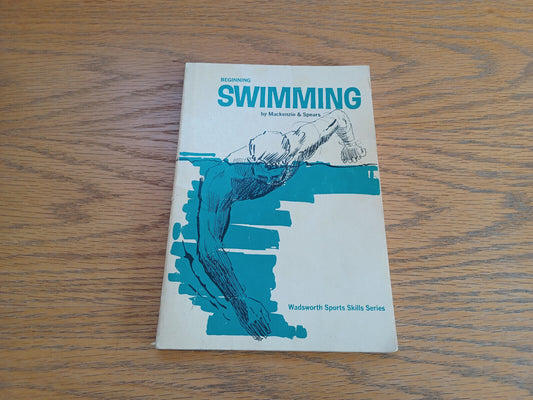 BEGINNING
SWIMMING
by Mackenzie & Spears
Wadsworth Sports Skills Series